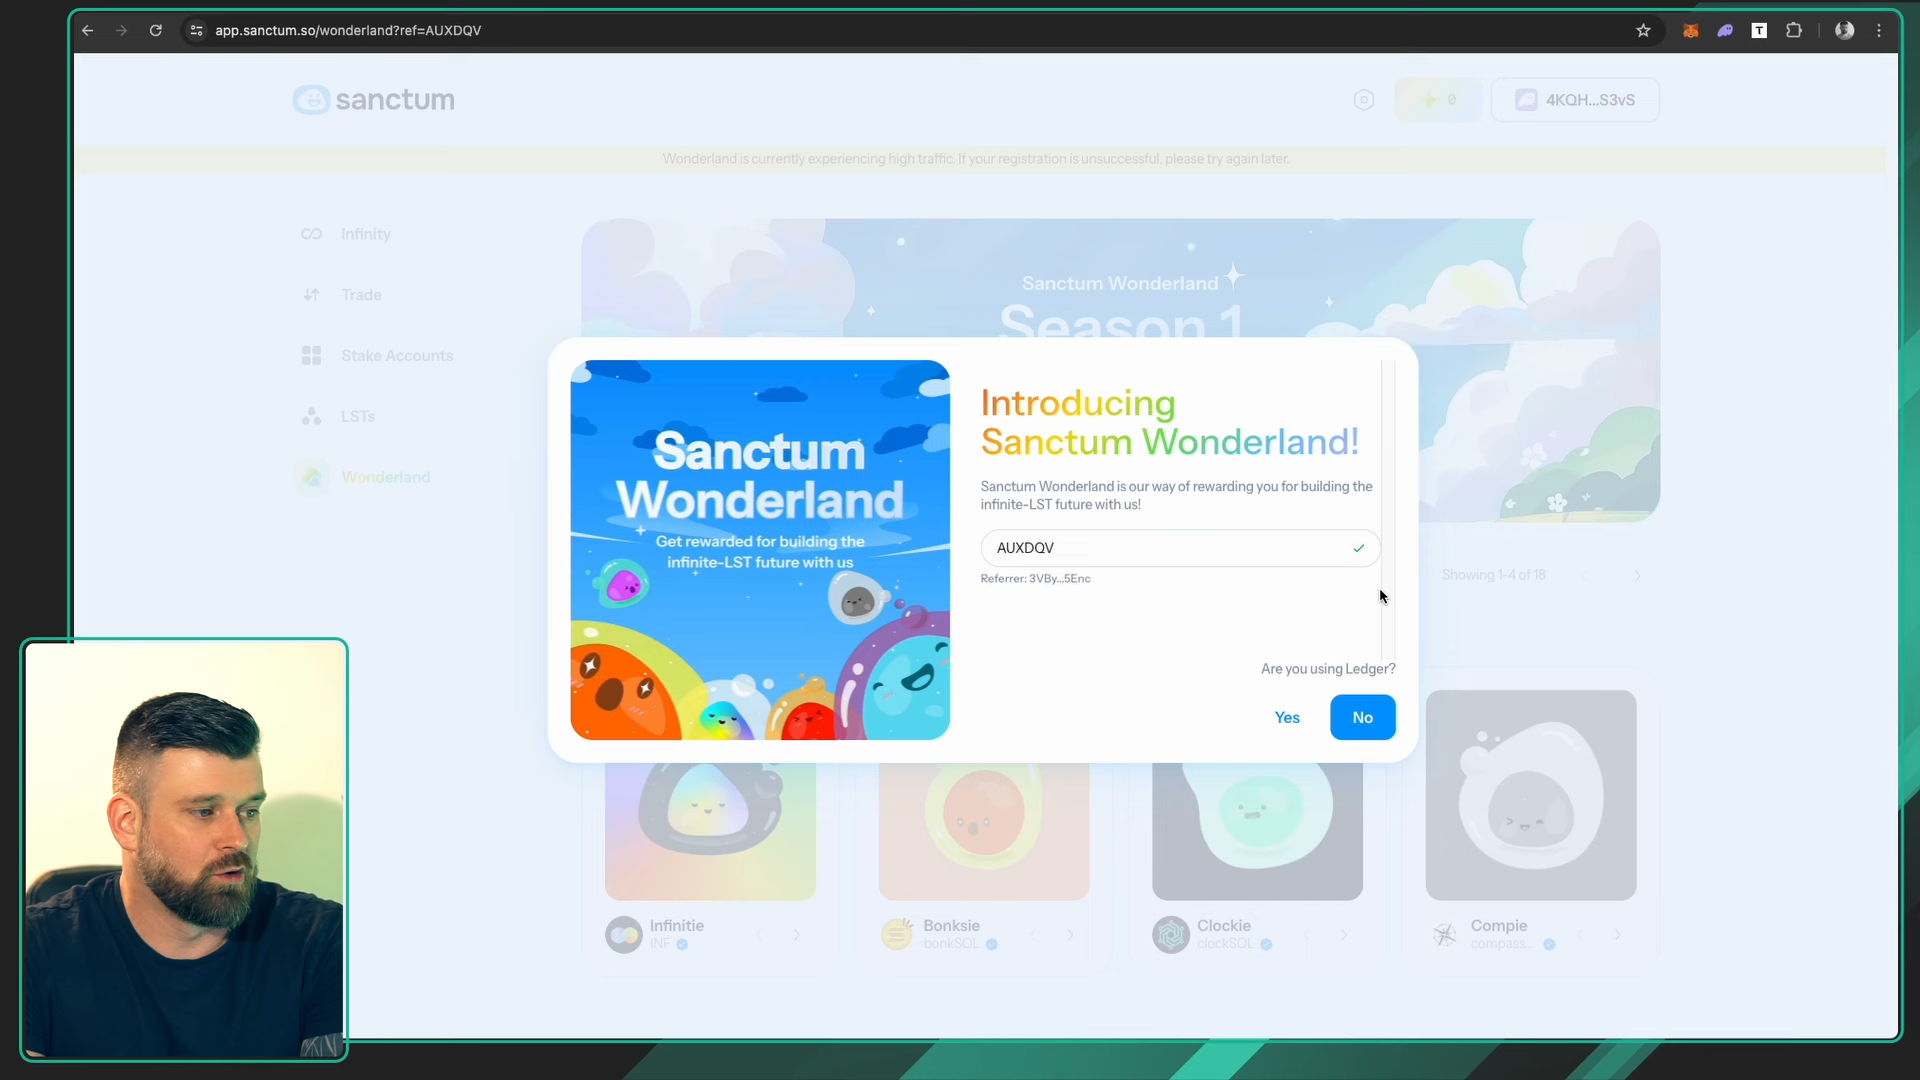 app.sanctum.so/wonderland?ref=AUXDQV
T
sanctum
0
4KQH...S3vS
Wonderland is currently experiencing high traffic. If your registration is unsuccessful, please try again later.
Infinity
Trade
Stake Accounts
LSTs
Wonderland
Sanctum Wonderland
Season 1
Sanctum
Wonderland
Get rewarded for building the
infinite-LST future with us
Introducing
Sanctum Wonderland!
Sanctum Wonderland is our way of rewarding you for building the
infinite-LST future with us!
AUXDQV
Referrer: 3VBy...5Enc
Are you using Ledger?
Yes
No
Showing 1-4 of 18
Infinitie
INF
Bonksie
bonkSOL
Clockie
clockSOL
Compie
compass...